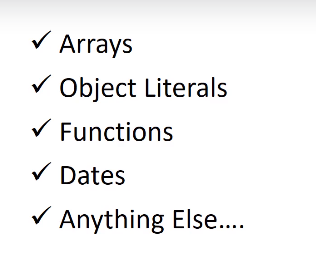 ✓ Arrays
✓ Object Literals
✓ Functions
✓ Dates
✓ Anything Else....